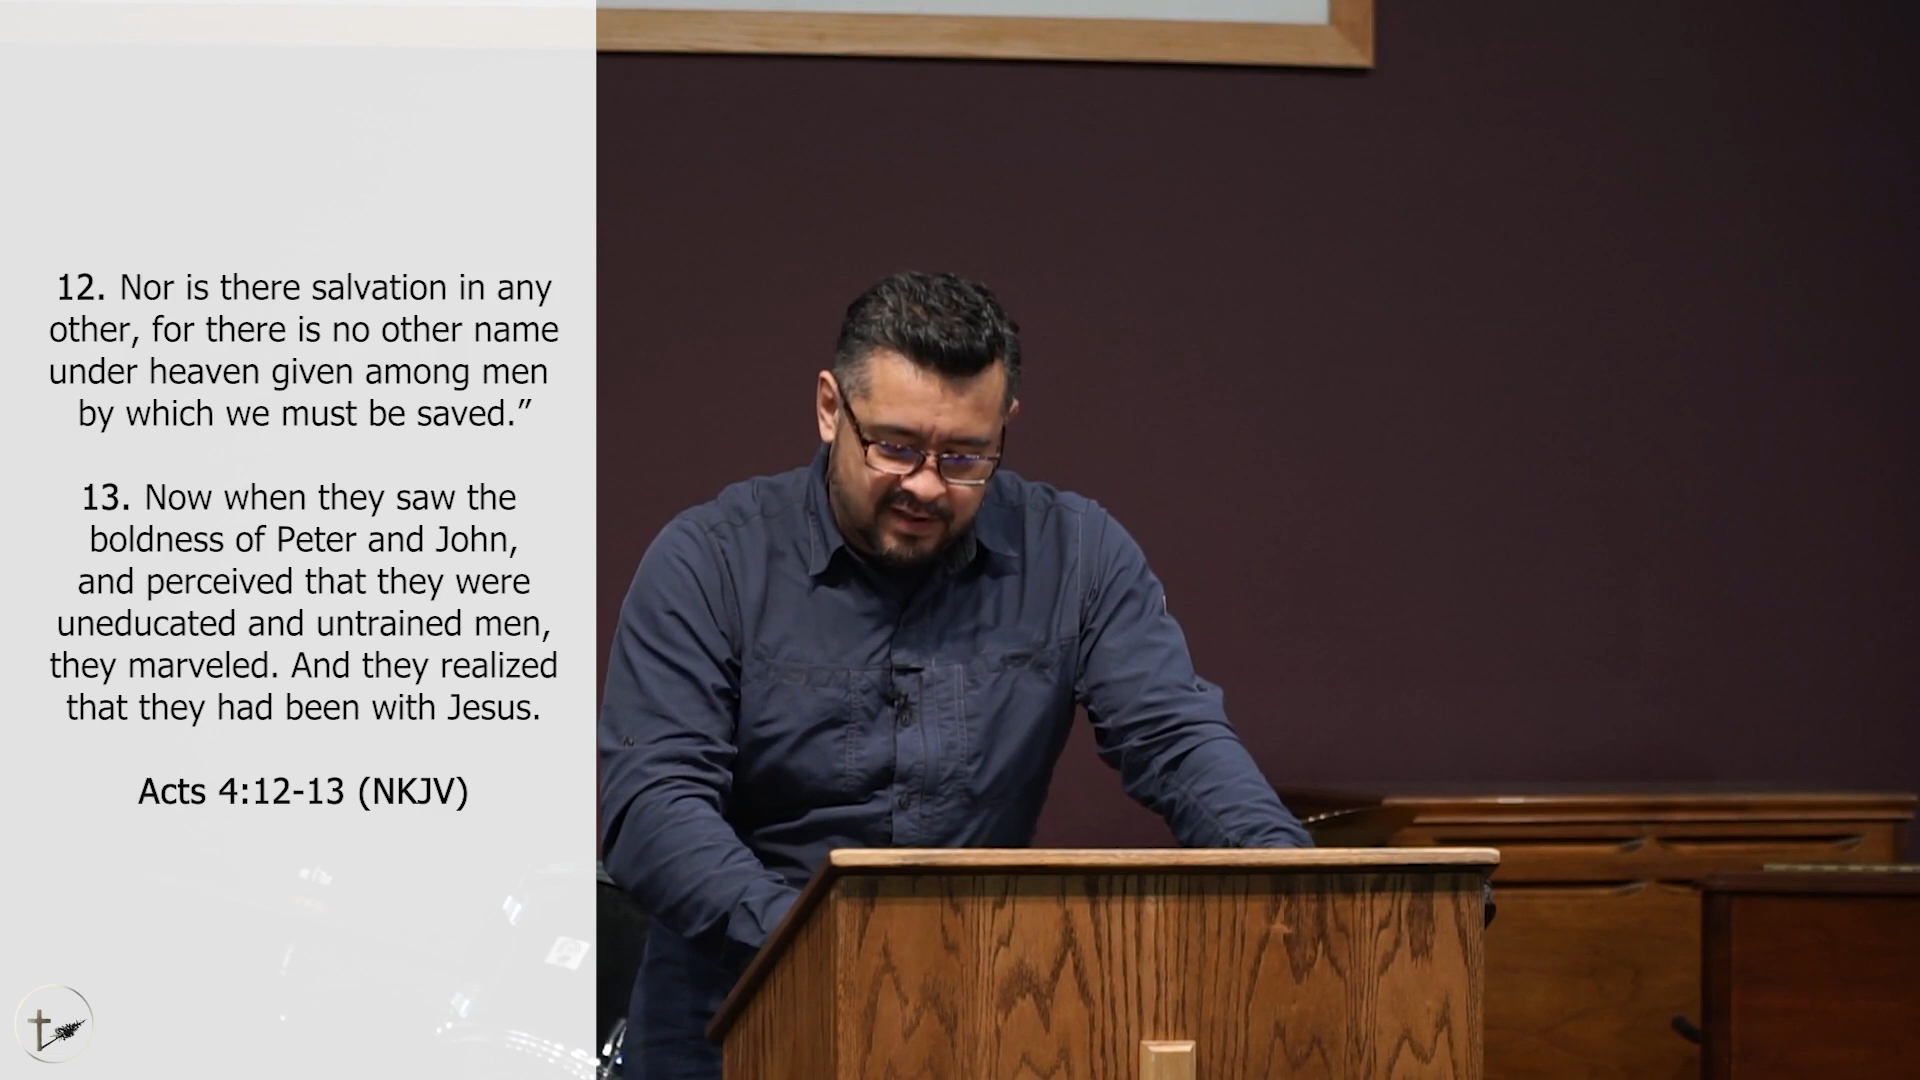 12. Nor is there salvation in any
other, for there is no other name
under heaven given among men
by which we must be saved.”
13. Now when they saw the
boldness of Peter and John,
and perceived that they were
uneducated and untrained men,
they marveled. And they realized
that they had been with Jesus.
Acts 4:12-13 (NKJV)